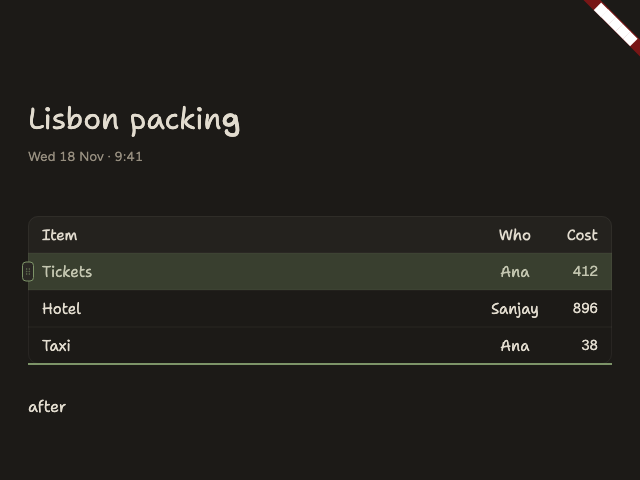 Lisbon packing
Wed 18 Nov · 9:41
Item Who Cost
Tickets Ana 412
Hotel Sanjay 896
Taxi Ana 38
after